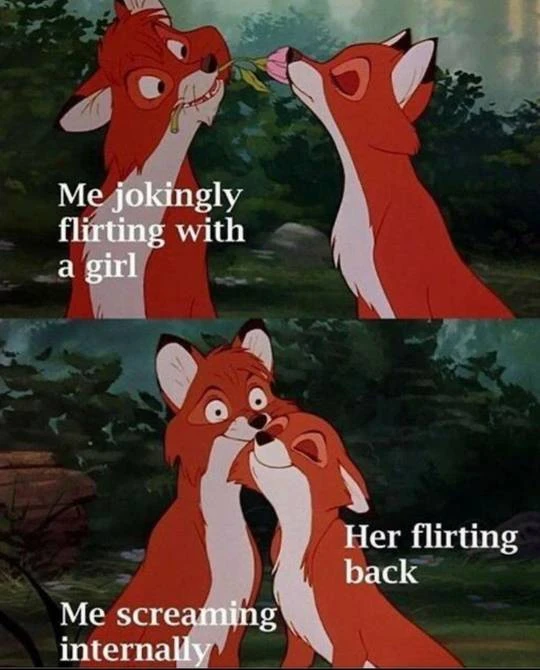 Me jokingly
flirting with
a girl
Her flirting
back
Me screaming
internally